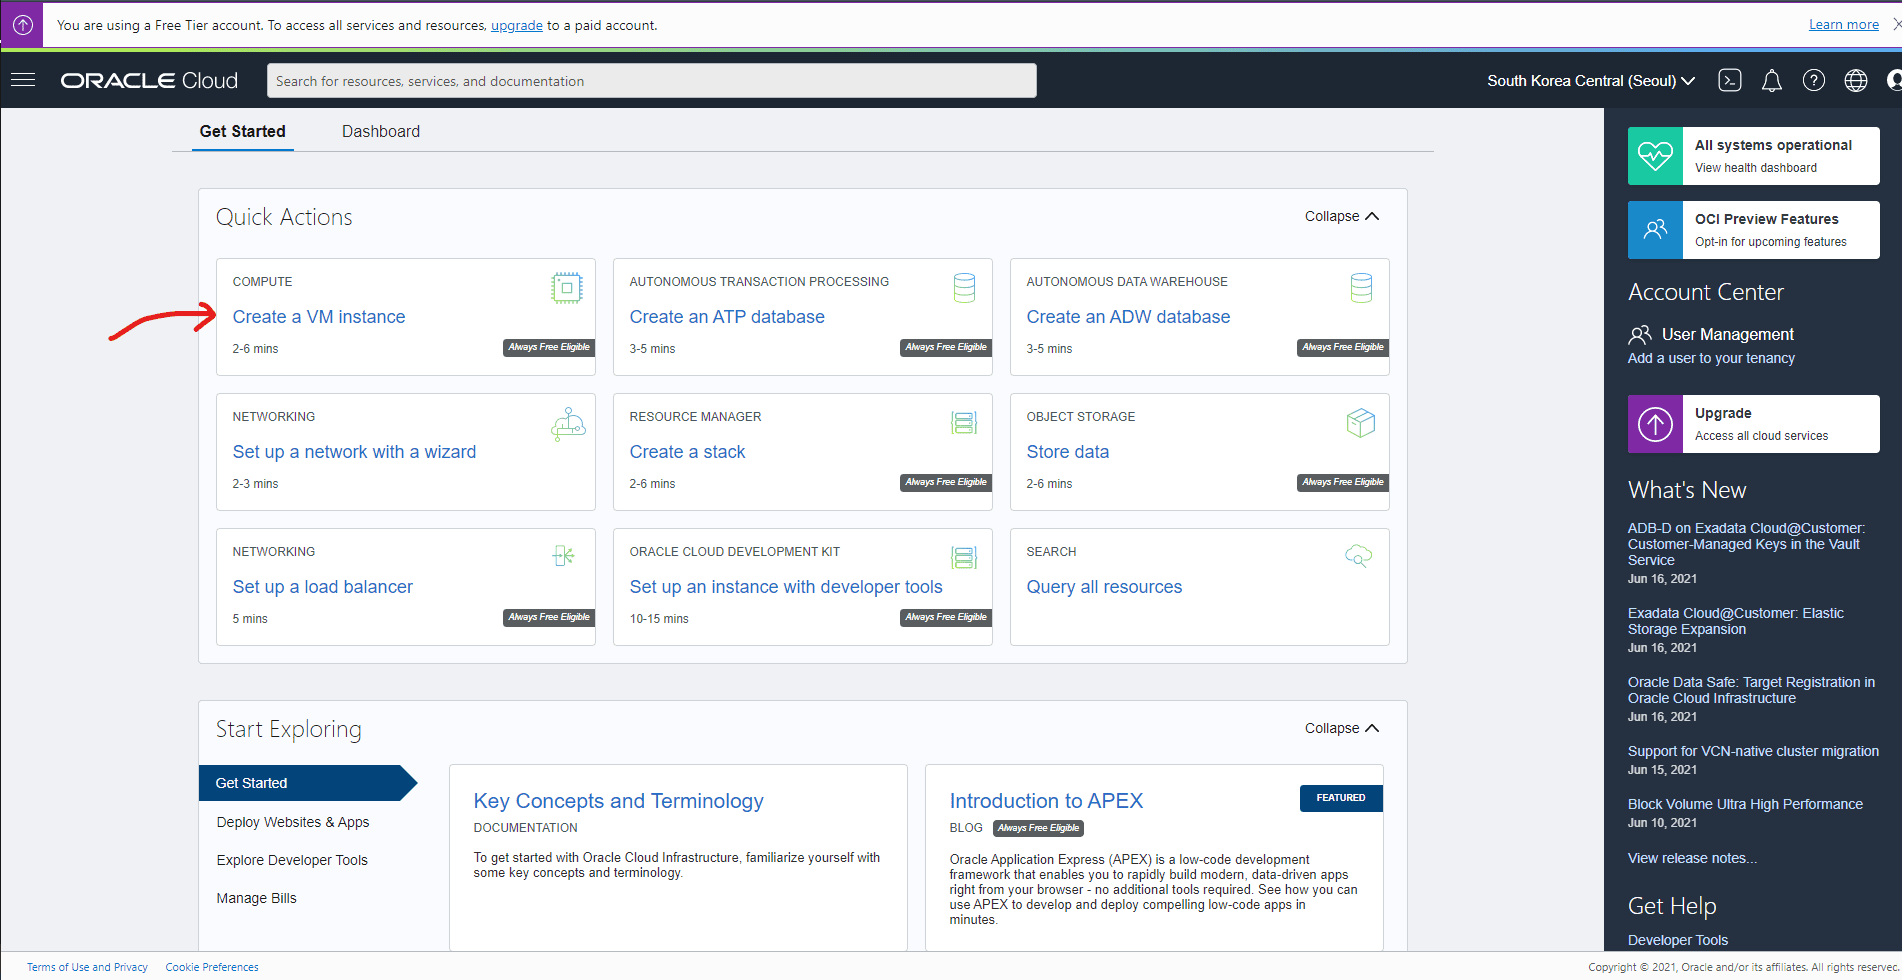 You are using a Free Tier account. To access all services and resources, upgrade to a paid account.
Learn more
ORACLE Cloud
Search for resources, services, and documentation
South Korea Central (Seoul)
Get Started
Dashboard
Quick Actions
Collapse
COMPUTE
Create a VM instance
2-6 mins
Always Free Eligible
AUTONOMOUS TRANSACTION PROCESSING
Create an ATP database
3-5 mins
Always Free Eligible
AUTONOMOUS DATA WAREHOUSE
Create an ADW database
3-5 mins
Always Free Eligible
NETWORKING
Set up a network with a wizard
2-3 mins
RESOURCE MANAGER
Create a stack
2-6 mins
Always Free Eligible
OBJECT STORAGE
Store data
2-6 mins
Always Free Eligible
NETWORKING
Set up a load balancer
5 mins
Always Free Eligible
ORACLE CLOUD DEVELOPMENT KIT
Set up an instance with developer tools
10-15 mins
Always Free Eligible
SEARCH
Query all resources
Start Exploring
Collapse
Get Started
Deploy Websites & Apps
Explore Developer Tools
Manage Bills
Key Concepts and Terminology
DOCUMENTATION
To get started with Oracle Cloud Infrastructure, familiarize yourself with
some key concepts and terminology.
Introduction to APEX
FEATURED
BLOG
Always Free Eligible
Oracle Application Express (APEX) is a low-code development
framework that enables you to rapidly build modern, data-driven apps
right from your browser - no additional tools required. See how you can
use APEX to develop and deploy compelling low-code apps in
minutes.
All systems operational
View health dashboard
OCI Preview Features
Opt-in for upcoming features
Account Center
User Management
Add a user to your tenancy
Upgrade
Access all cloud services
What's New
ADB-D on Exadata Cloud@Customer:
Customer-Managed Keys in the Vault
Service
Jun 16, 2021
Exadata Cloud@Customer: Elastic
Storage Expansion
Jun 16, 2021
Oracle Data Safe: Target Registration in
Oracle Cloud Infrastructure
Jun 16, 2021
Support for VCN-native cluster migration
Jun 15, 2021
Block Volume Ultra High Performance
Jun 10, 2021
View release notes...
Get Help
Developer Tools
Terms of Use and Privacy
Cookie Preferences
Copyright © 2021, Oracle and/or its affiliates. All rights reserved.